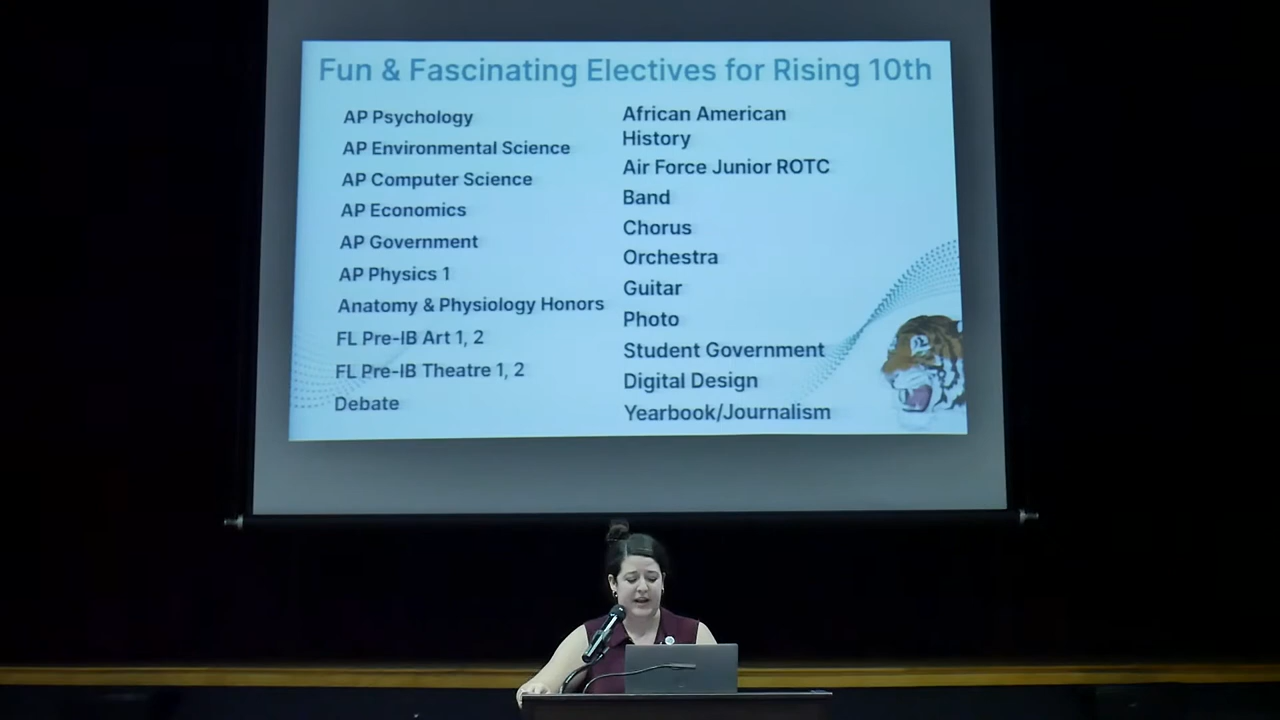 Fun & Fascinating Electives for Rising 10th
AP Psychology
AP Environmental Science
AP Computer Science
AP Economics
AP Government
AP Physics 1
Anatomy & Physiology Honors
FL Pre-IB Art 1, 2
FL Pre-IB Theatre 1, 2
Debate
African American
History
Air Force Junior ROTC
Band
Chorus
Orchestra
Guitar
Photo
Student Government
Digital Design
Yearbook/Journalism